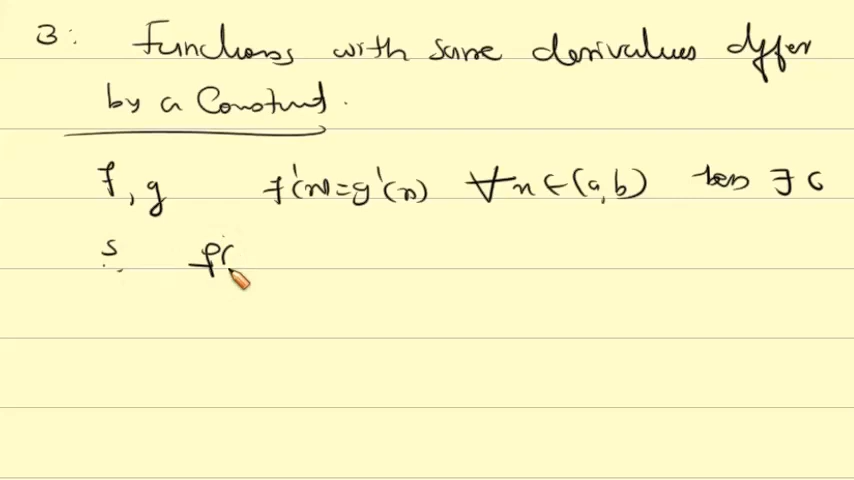 3: Functions with same derivatives differ
by a Constant.
f, g f'(x)=g'(x) ∀x∈(a,b) then ∃ c
s. f(